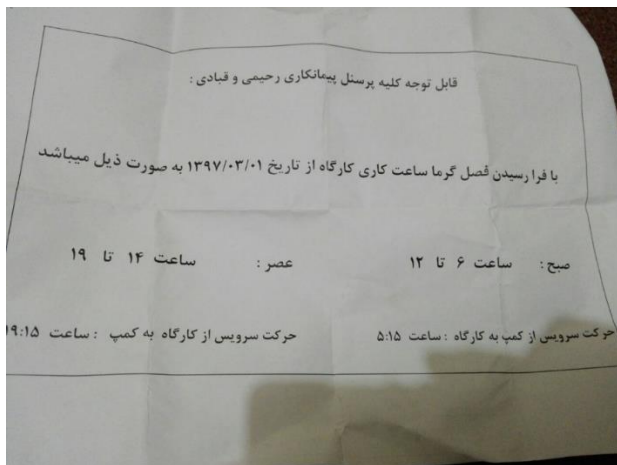 قابل توجه کلیه پرسنل پیمانکاری رحیمی و قبادی :
با فرا رسیدن فصل گرما ساعت کاری کارگاه از تاریخ ۱۳۹۷/۰۳/۰۱ به صورت ذیل میباشد
صبح : ساعت ۶ تا ۱۲ عصر : ساعت ۱۴ تا ۱۹
حرکت سرویس از کمپ به کارگاه : ساعت ۵:۱۵ حرکت سرویس از کارگاه به کمپ : ساعت ۱۹:۱۵